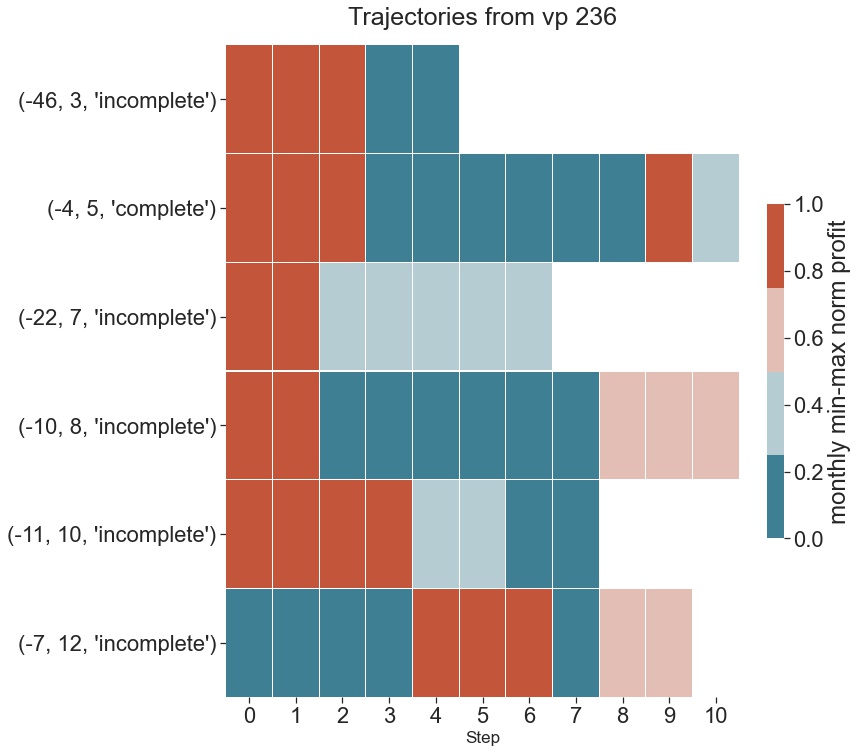 Trajectories from vp 236
(-46, 3, 'incomplete')
(-4, 5, 'complete')
(-22, 7, 'incomplete')
(-10, 8, 'incomplete')
(-11, 10, 'incomplete')
(-7, 12, 'incomplete')
0 1 2 3 4 5 6 7 8 9 10
Step
1.0
0.8
0.6
0.4
0.2
0.0
monthly min-max norm profit